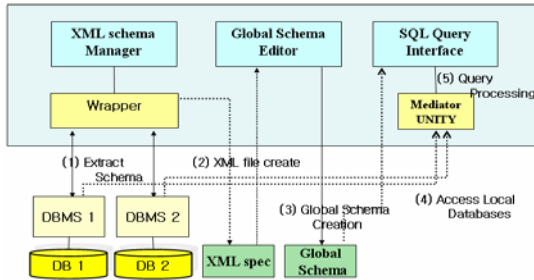 XML schema
Manager
Global Schema
Editor
SQL Query
Interface
(5) Query
Processing
Wrapper
Mediator
UNITY
(1) Extract
Schema
(2) XML file create
(3) Global Schema
Creation
(4) Access Local
Databases
DBMS 1
DBMS 2
DB 1
DB 2
XML spec
Global
Schema